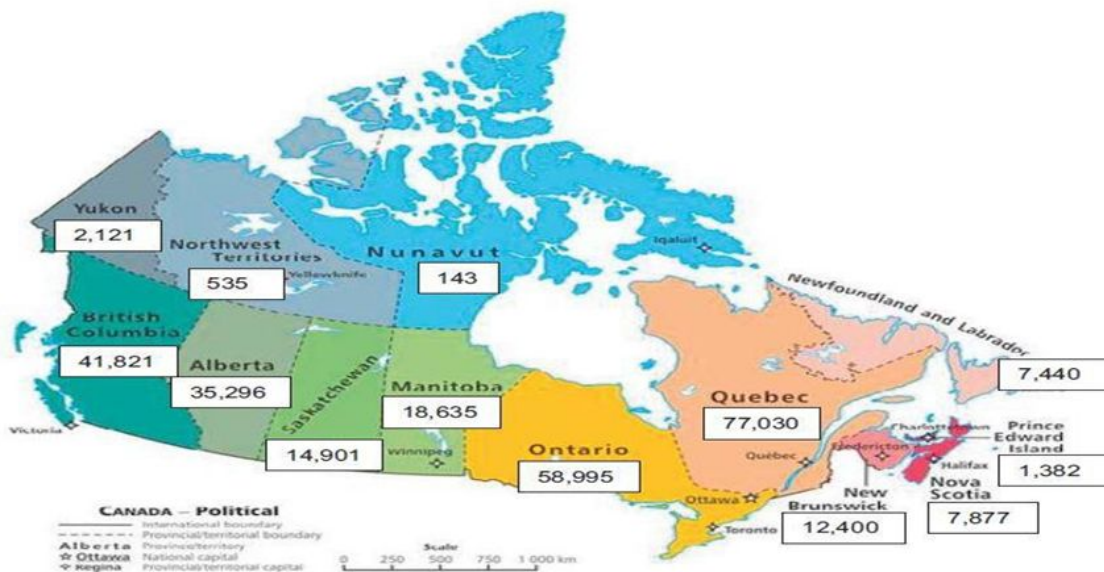 Yukon
2,121
Northwest
Territories
535
Yellowknife
Nunavut
143
Iqaluit
British
Columbia
41,821
Victoria
Alberta
35,296
Saskatchewan
14,901
Manitoba
18,635
Winnipeg
Ontario
58,995
Ottawa
Toronto
Quebec
77,030
Québec
Newfoundland and Labrador
7,440
Charlottetown
Prince
Edward
Island
1,382
Fredericton
Halifax
Nova
Scotia
7,877
New
Brunswick
12,400
CANADA – Political
International boundary
Provincial/territorial boundary
Alberta Province/territory
Ottawa National capital
Regina Provincial/territorial capital
Scale
0 250 500 750 1 000 km